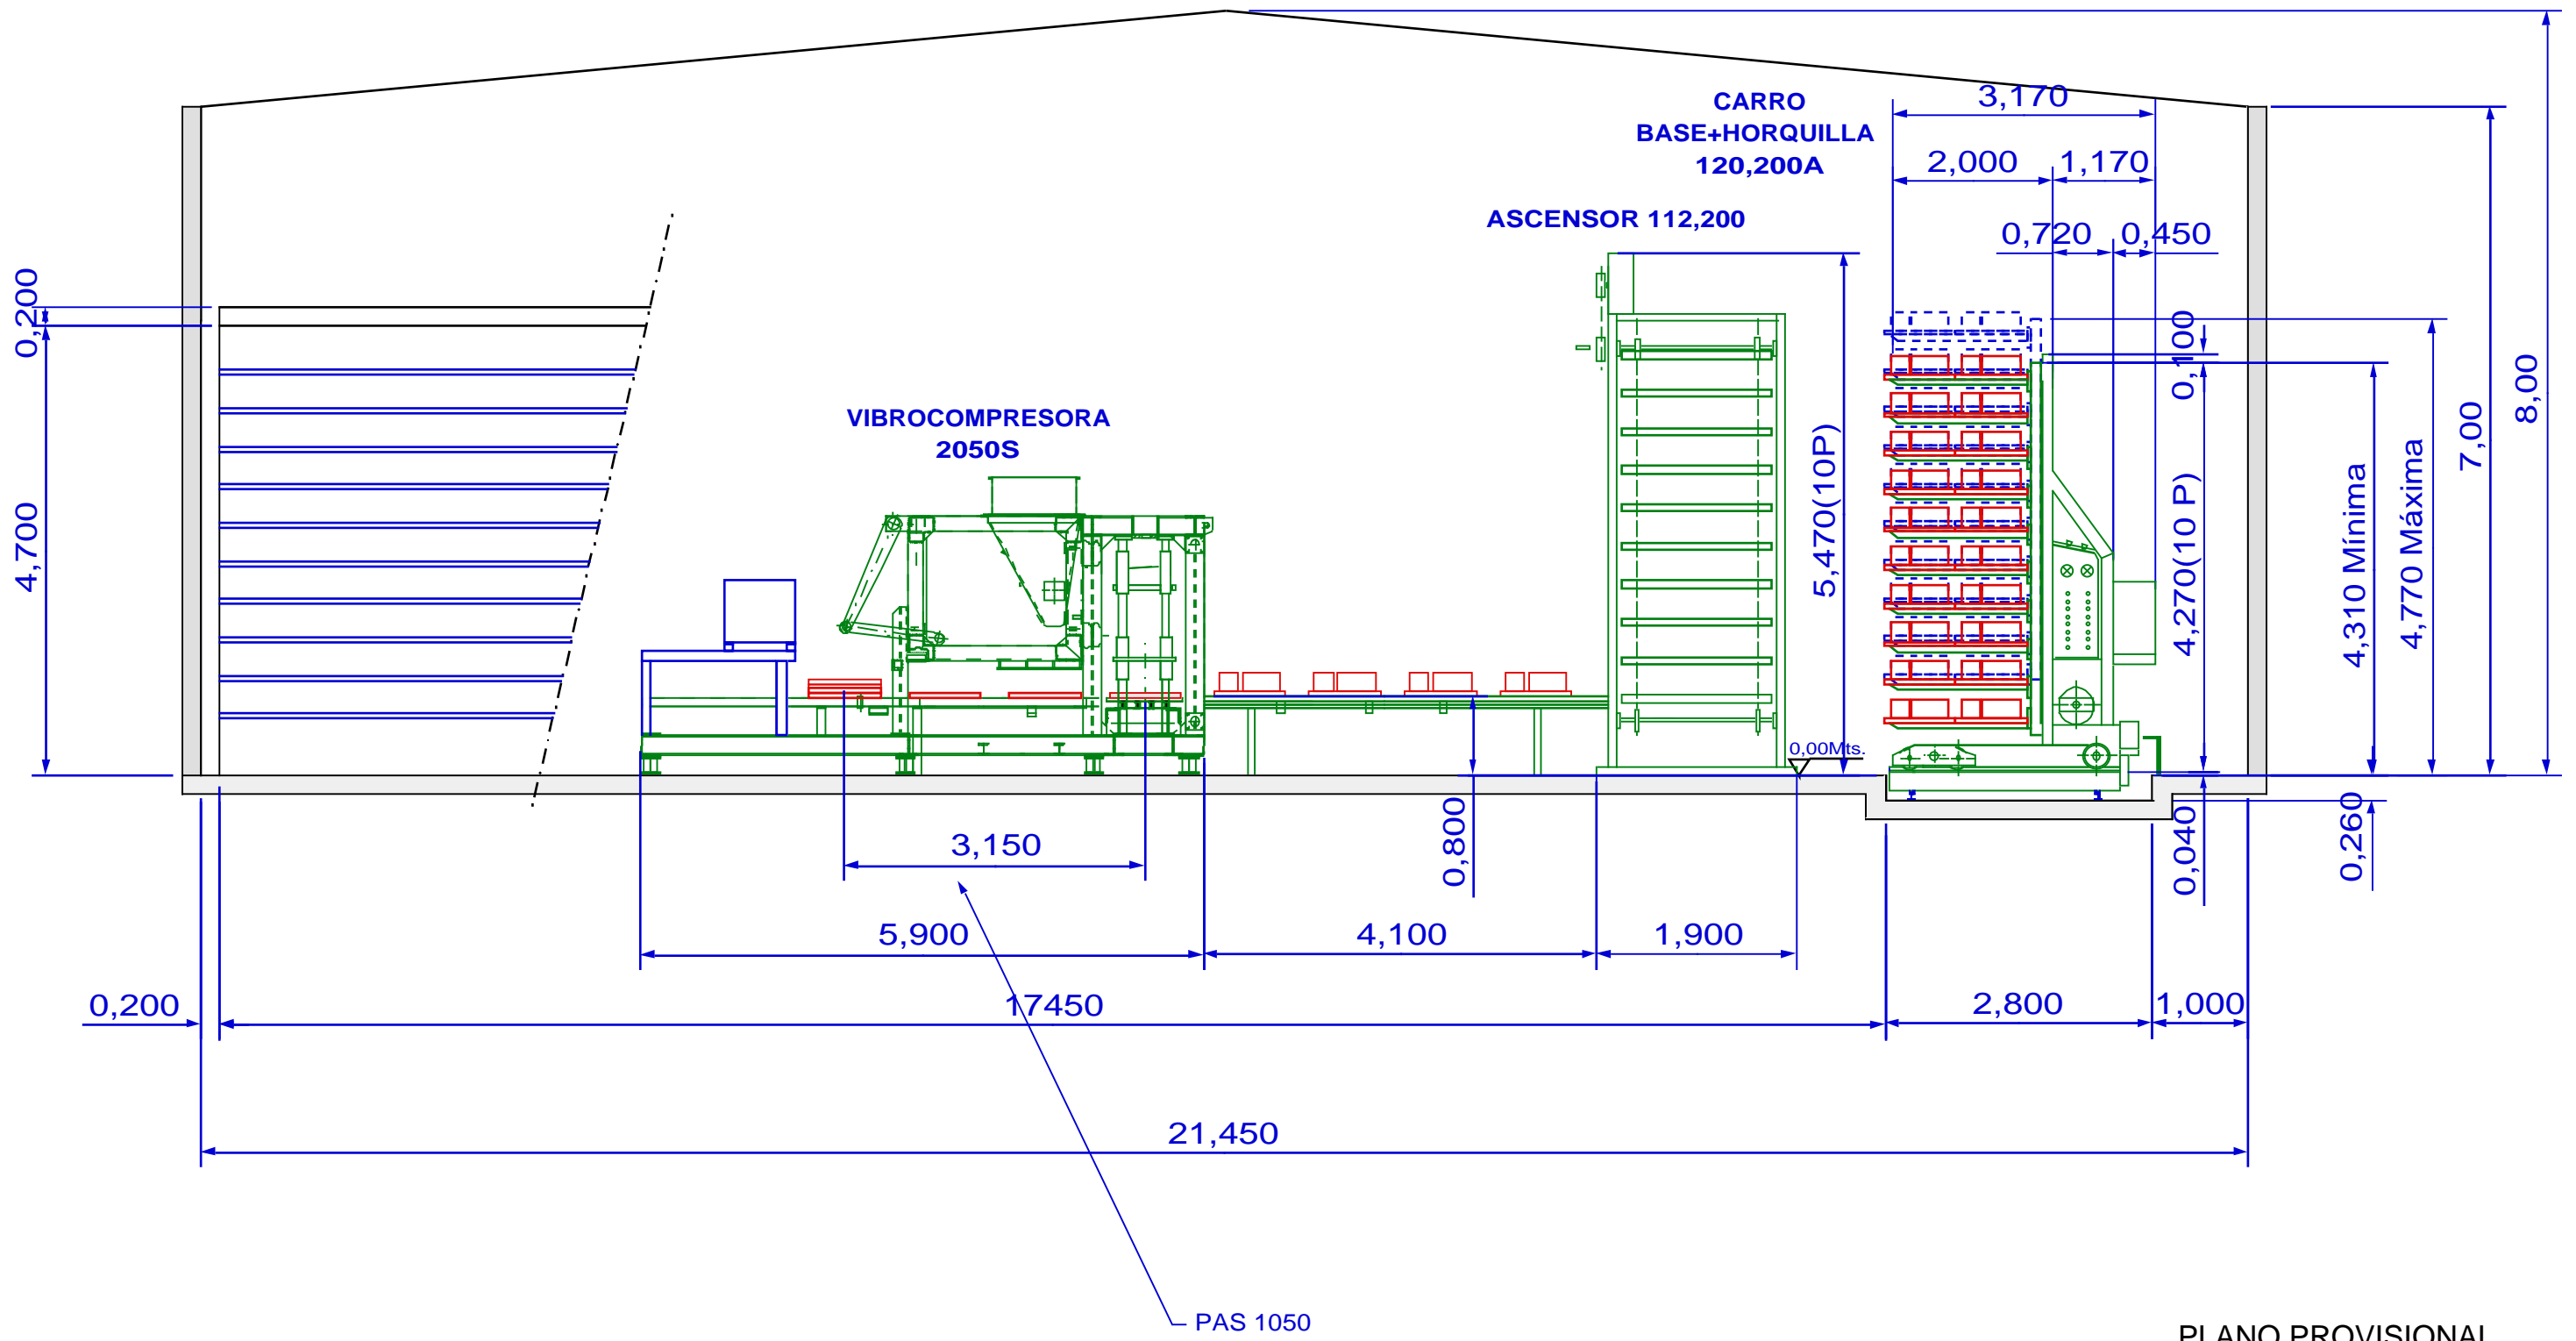 CARRO
BASE+HORQUILLA
120,200A
3,170
2,000
1,170
ASCENSOR 112,200
0,720
0,450
0,200
4,700
VIBROCOMPRESORA
2050S
5,470(10P)
0,100
4,270(10 P)
4,310 Mínima
4,770 Máxima
7,00
8,00
0,00Mts.
0,800
0,040
0,260
3,150
5,900
4,100
1,900
0,200
17450
2,800
1,000
21,450
PAS 1050
PLANO PROVISIONAL